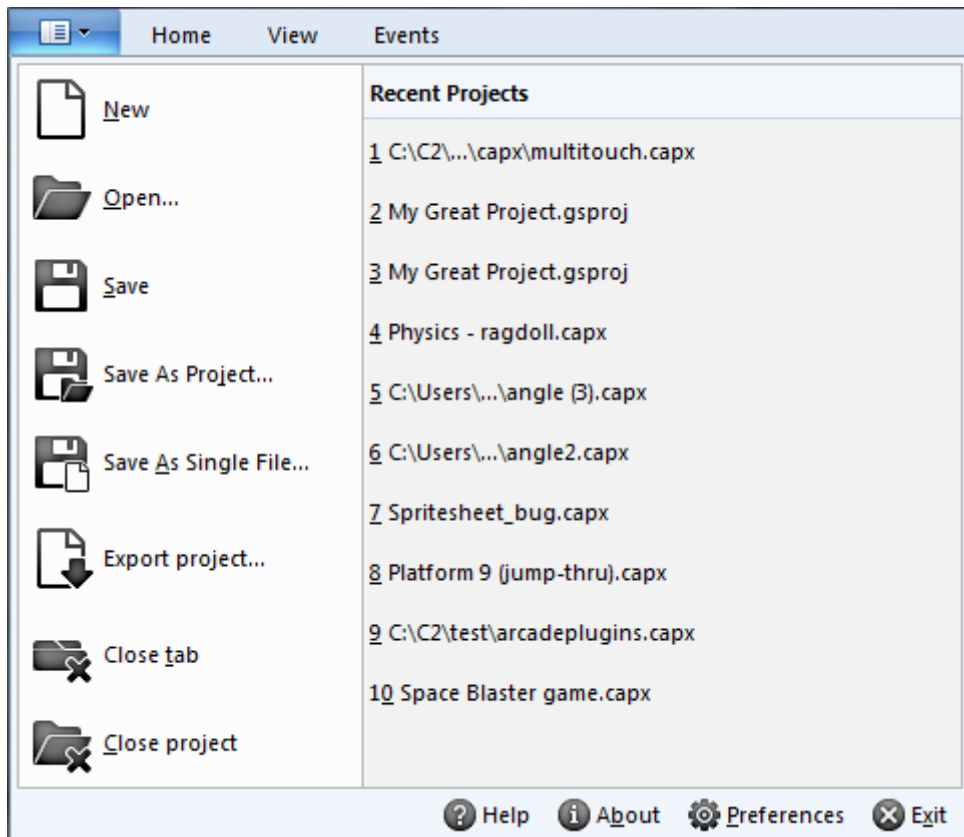 Home View Events
New
Open...
Save
Save As Project...
Save As Single File...
Export project...
Close tab
Close project
Recent Projects
1 C:\C2\...\capx\multitouch.capx
2 My Great Project.gsproj
3 My Great Project.gsproj
4 Physics - ragdoll.capx
5 C:\Users\...\angle (3).capx
6 C:\Users\...\angle2.capx
7 Spritesheet_bug.capx
8 Platform 9 (jump-thru).capx
9 C:\C2\test\arcadeplugins.capx
10 Space Blaster game.capx
Help About Preferences Exit